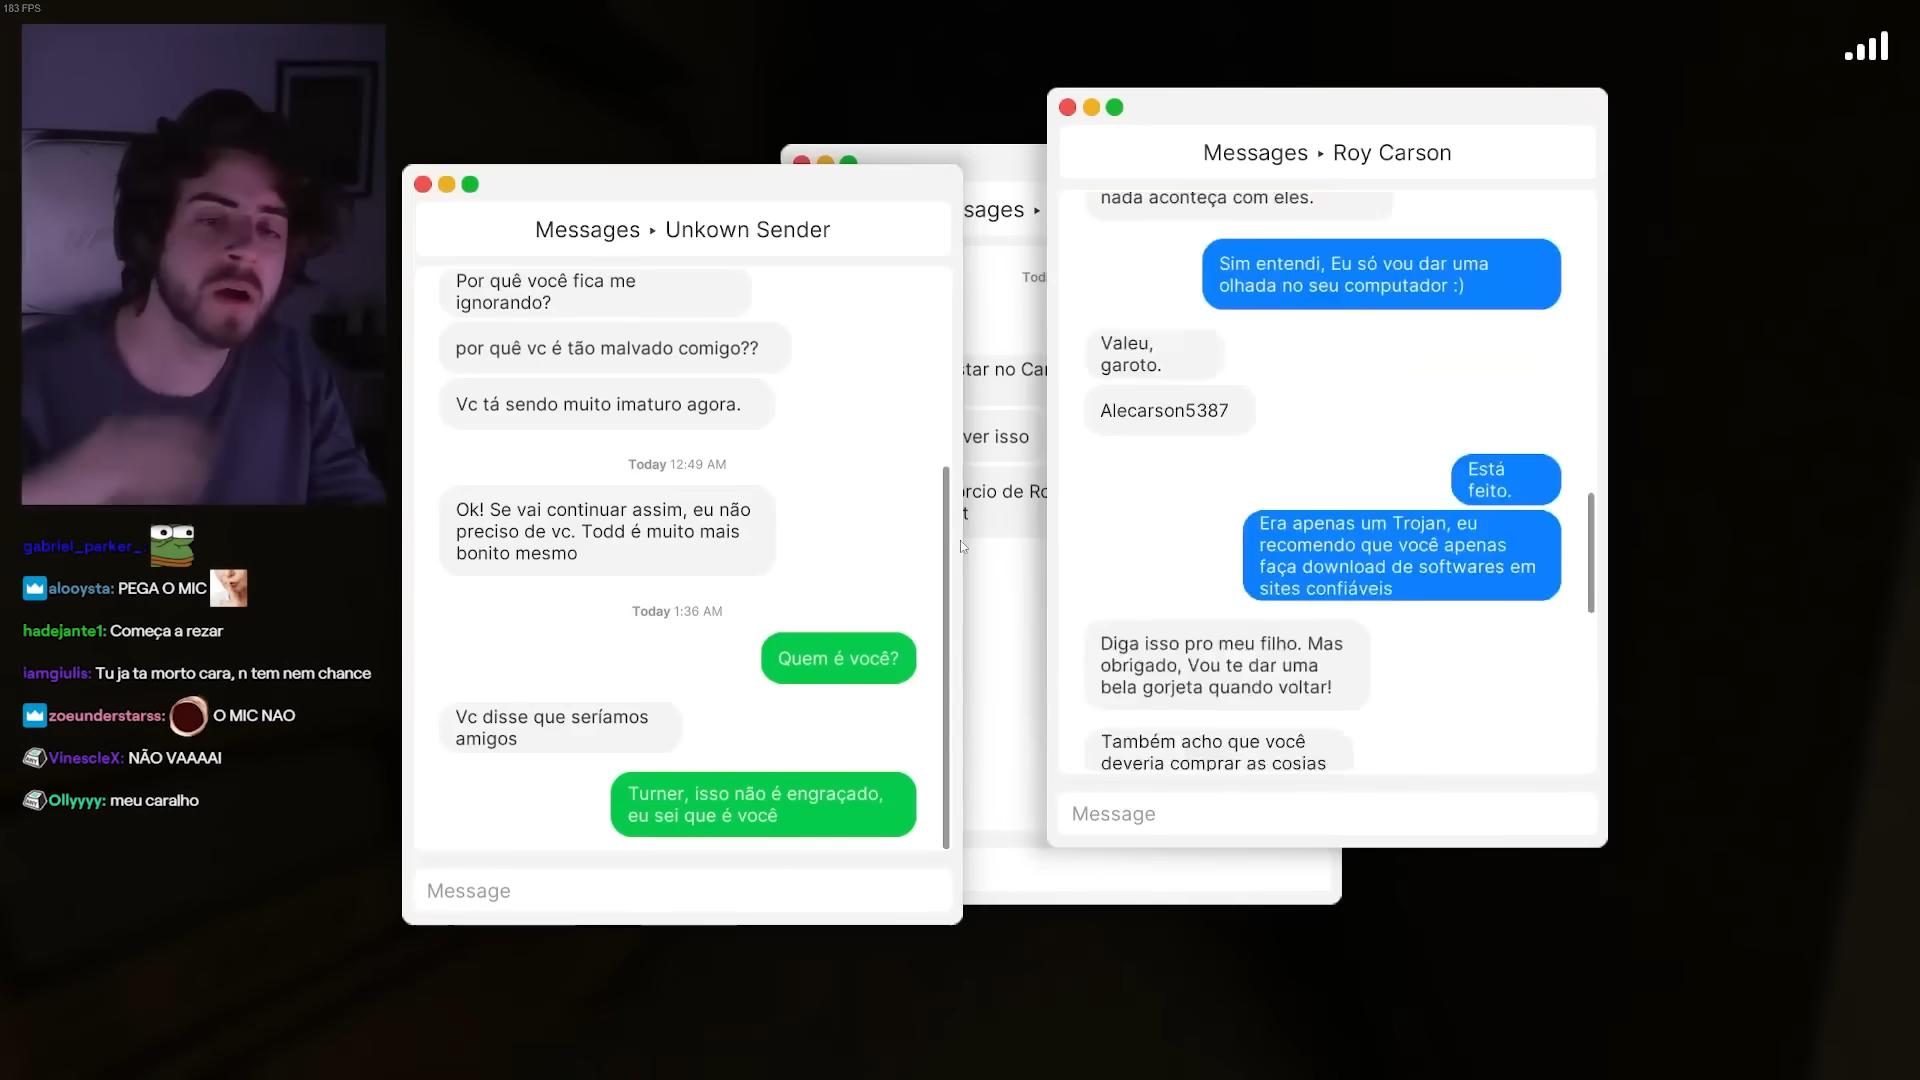 183 FPS
gabriel_parker_:
alooysta: PEGA O MIC
hadejante1: Começa a rezar
iamgiulis: Tu ja ta morto cara, n tem nem chance
zoeunderstarss: O MIC NAO
VinescleX: NÃO VAAAAI
Ollyyyy: meu caralho
Messages ▸ Unkown Sender
Por quê você fica me
ignorando?
por quê vc é tão malvado comigo??
Vc tá sendo muito imaturo agora.
Today 12:49 AM
Ok! Se vai continuar assim, eu não
preciso de vc. Todd é muito mais
bonito mesmo
Today 1:36 AM
Quem é você?
Vc disse que seríamos
amigos
Turner, isso não é engraçado,
eu sei que é você
Message
sages ▸
Tod
star no Car
ver isso
órcio de Ro
t
Messages ▸ Roy Carson
nada aconteça com eles.
Sim entendi, Eu só vou dar uma
olhada no seu computador :)
Valeu,
garoto.
Alecarson5387
Está
feito.
Era apenas um Trojan, eu
recomendo que você apenas
faça download de softwares em
sites confiáveis
Diga isso pro meu filho. Mas
obrigado, Vou te dar uma
bela gorjeta quando voltar!
Também acho que você
deveria comprar as cosias
Message